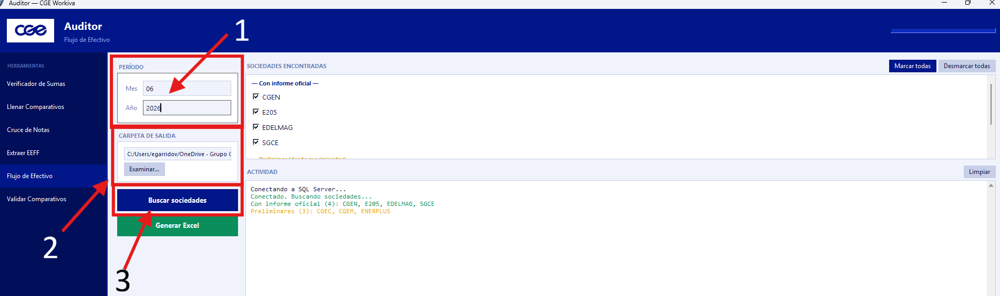 Auditor — CGE Workiva
cge
Auditor
Flujo de Efectivo
1
HERRAMIENTAS
Verificador de Sumas
Llenar Comparativos
Cruce de Notas
Extraer EEFF
Flujo de Efectivo
Validar Comparativos
2
PERÍODO
Mes 06
Año 2026
CARPETA DE SALIDA
C:/Users/egarridov/OneDrive - Grupo
Examinar...
Buscar sociedades
Generar Excel
3
SOCIEDADES ENCONTRADAS
Marcar todas
Desmarcar todas
— Con informe oficial —
CGEN
E205
EDELMAG
SGCE
ACTIVIDAD
Limpiar
Conectando a SQL Server...
Conectado. Buscando sociedades...
Con informe oficial (4): CGEN, E205, EDELMAG, SGCE
Preliminares (3): CGEC, CGEM, ENERPLUS